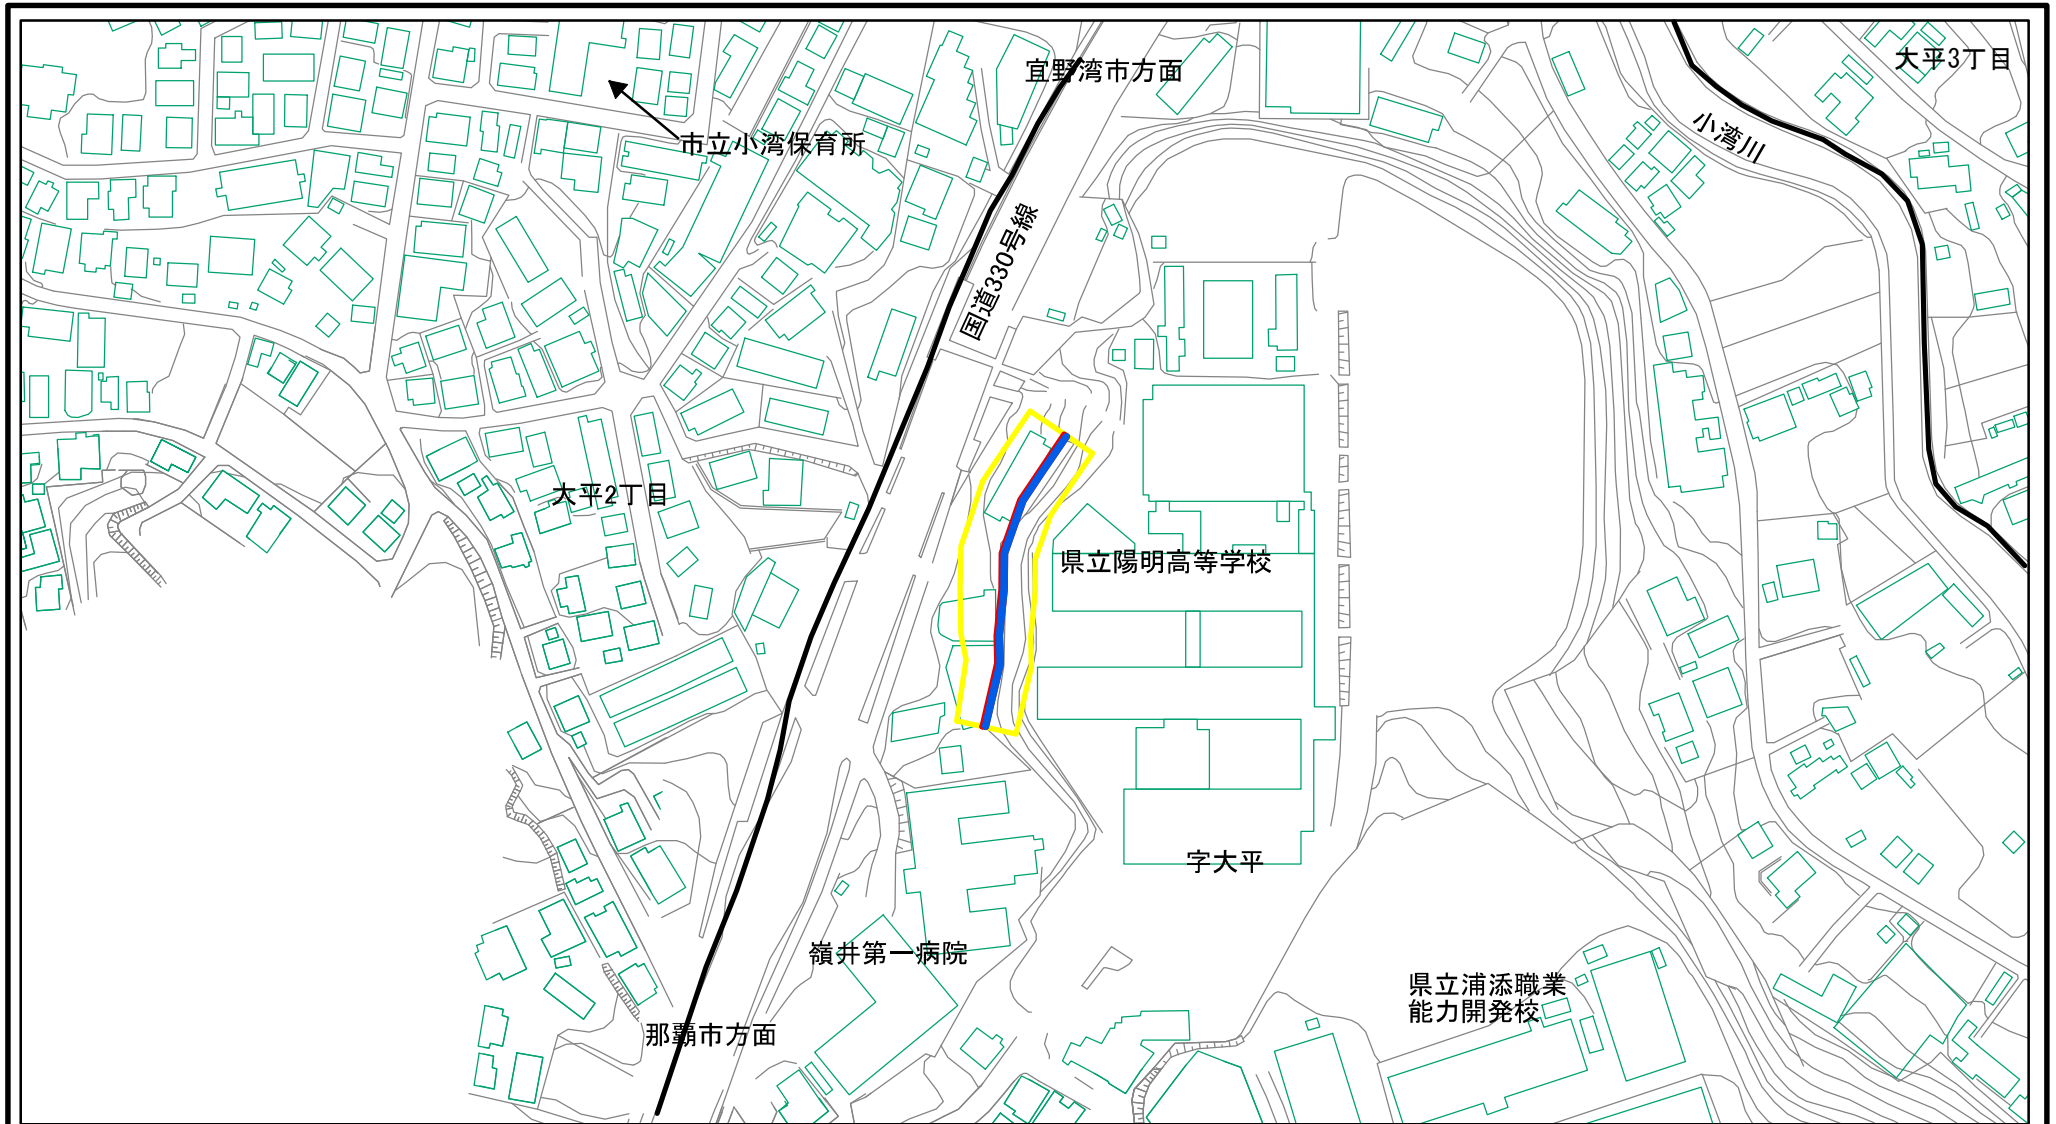 大平3丁目
宜野湾市方面
小湾川
市立小湾保育所
国道330号線
大平2丁目
県立陽明高等学校
字大平
嶺井第一病院
県立浦添職業
能力開発校
那覇市方面